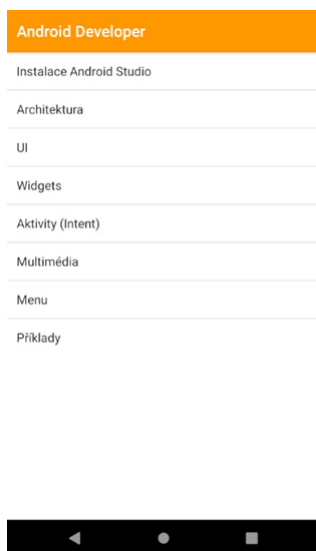 Android Developer
Instalace Android Studio
Architektura
UI
Widgets
Aktivity (Intent)
Multimédia
Menu
Příklady